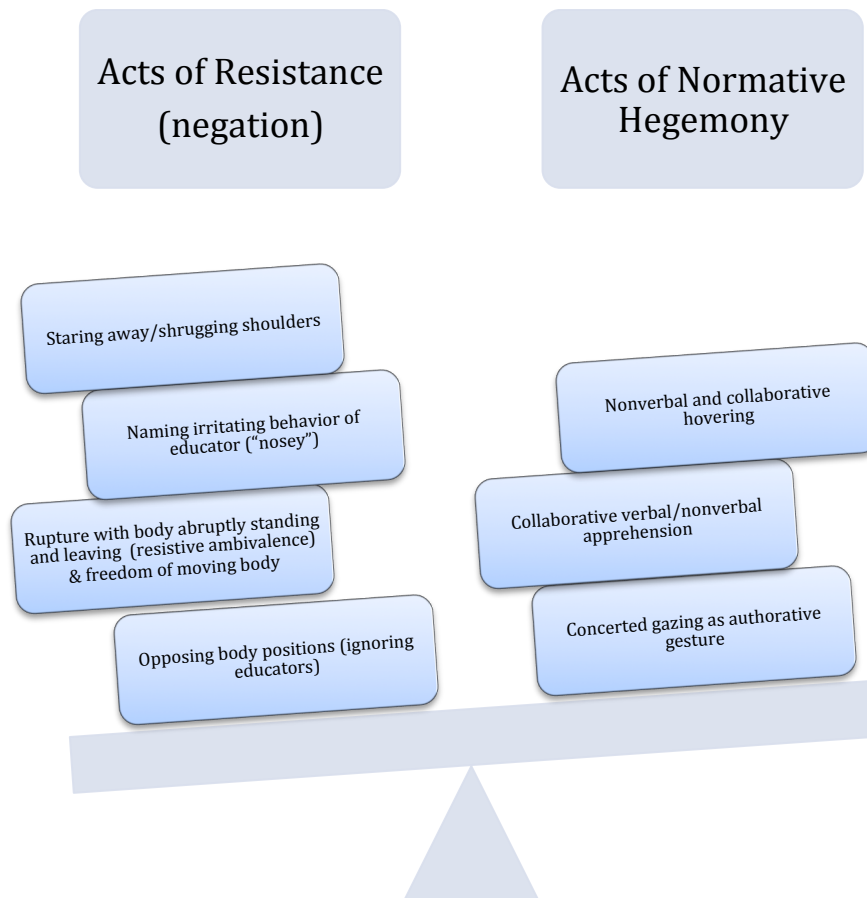 Acts of Resistance
(negation)
Acts of Normative
Hegemony
Staring away/shrugging shoulders
Naming irritating behavior of
educator (“nosey”)
Rupture with body abruptly standing
and leaving (resistive ambivalence)
& freedom of moving body
Opposing body positions (ignoring
educators)
Nonverbal and collaborative
hovering
Collaborative verbal/nonverbal
apprehension
Concerted gazing as authorative
gesture